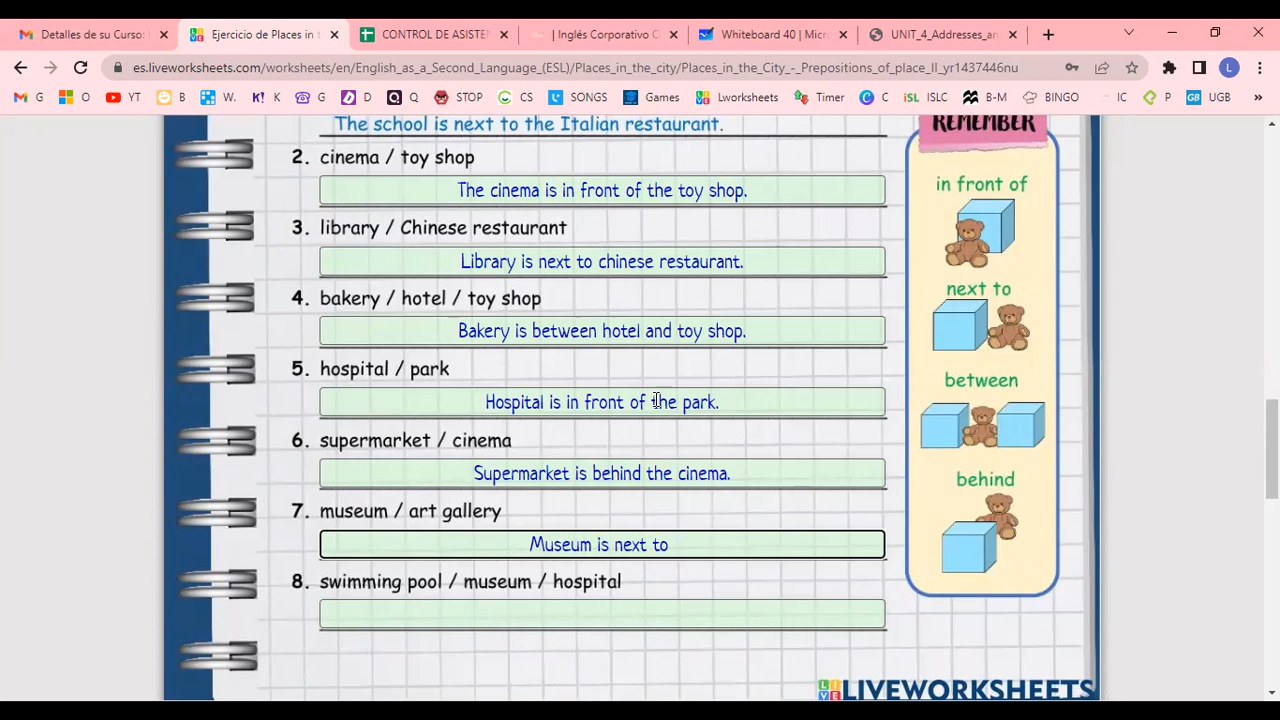 Detalles de su Curso:
Ejercicio de Places in t
CONTROL DE ASISTEN
| Inglés Corporativo C
Whiteboard 40 | Micr
UNIT_4_Addresses_an
es.liveworksheets.com/worksheets/en/English_as_a_Second_Language_(ESL)/Places_in_the_city/Places_in_the_City_-_Prepositions_of_place_II_yr1437446nu
L
G O YT B W. K! G D Q STOP CS SONGS Games Lworksheets Timer C ISLC B-M BINGO IC P UGB »
The school is next to the Italian restaurant.
2. cinema / toy shop
The cinema is in front of the toy shop.
3. library / Chinese restaurant
Library is next to chinese restaurant.
4. bakery / hotel / toy shop
Bakery is between hotel and toy shop.
5. hospital / park
Hospital is in front of the park.
6. supermarket / cinema
Supermarket is behind the cinema.
7. museum / art gallery
Museum is next to
8. swimming pool / museum / hospital
REMEMBER
in front of
next to
between
behind
LIVEWORKSHEETS